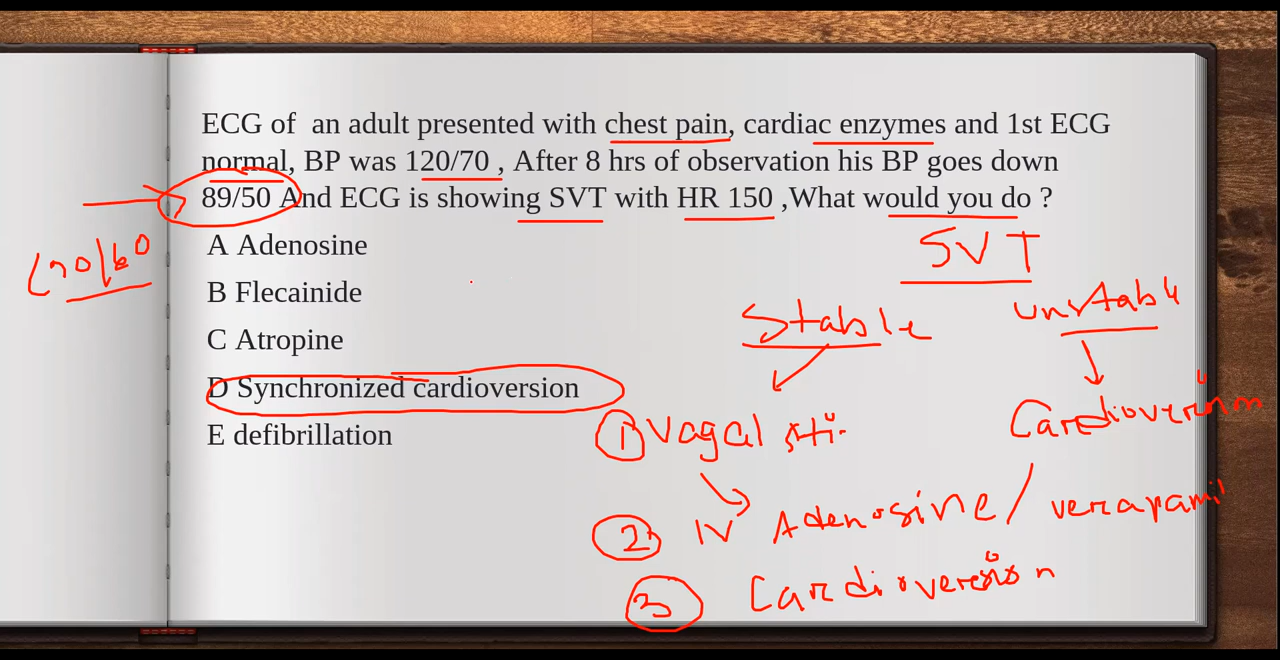 ECG of an adult presented with chest pain, cardiac enzymes and 1st ECG
normal, BP was 120/70 , After 8 hrs of observation his BP goes down
89/50 And ECG is showing SVT with HR 150 ,What would you do ?
A Adenosine
B Flecainide
C Atropine
D Synchronized cardioversion
E defibrillation
SVT
Stable
unstable
1 Vagal sti.
Cardioversion
2 IV Adenosine / verapamil
3 Cardioversion